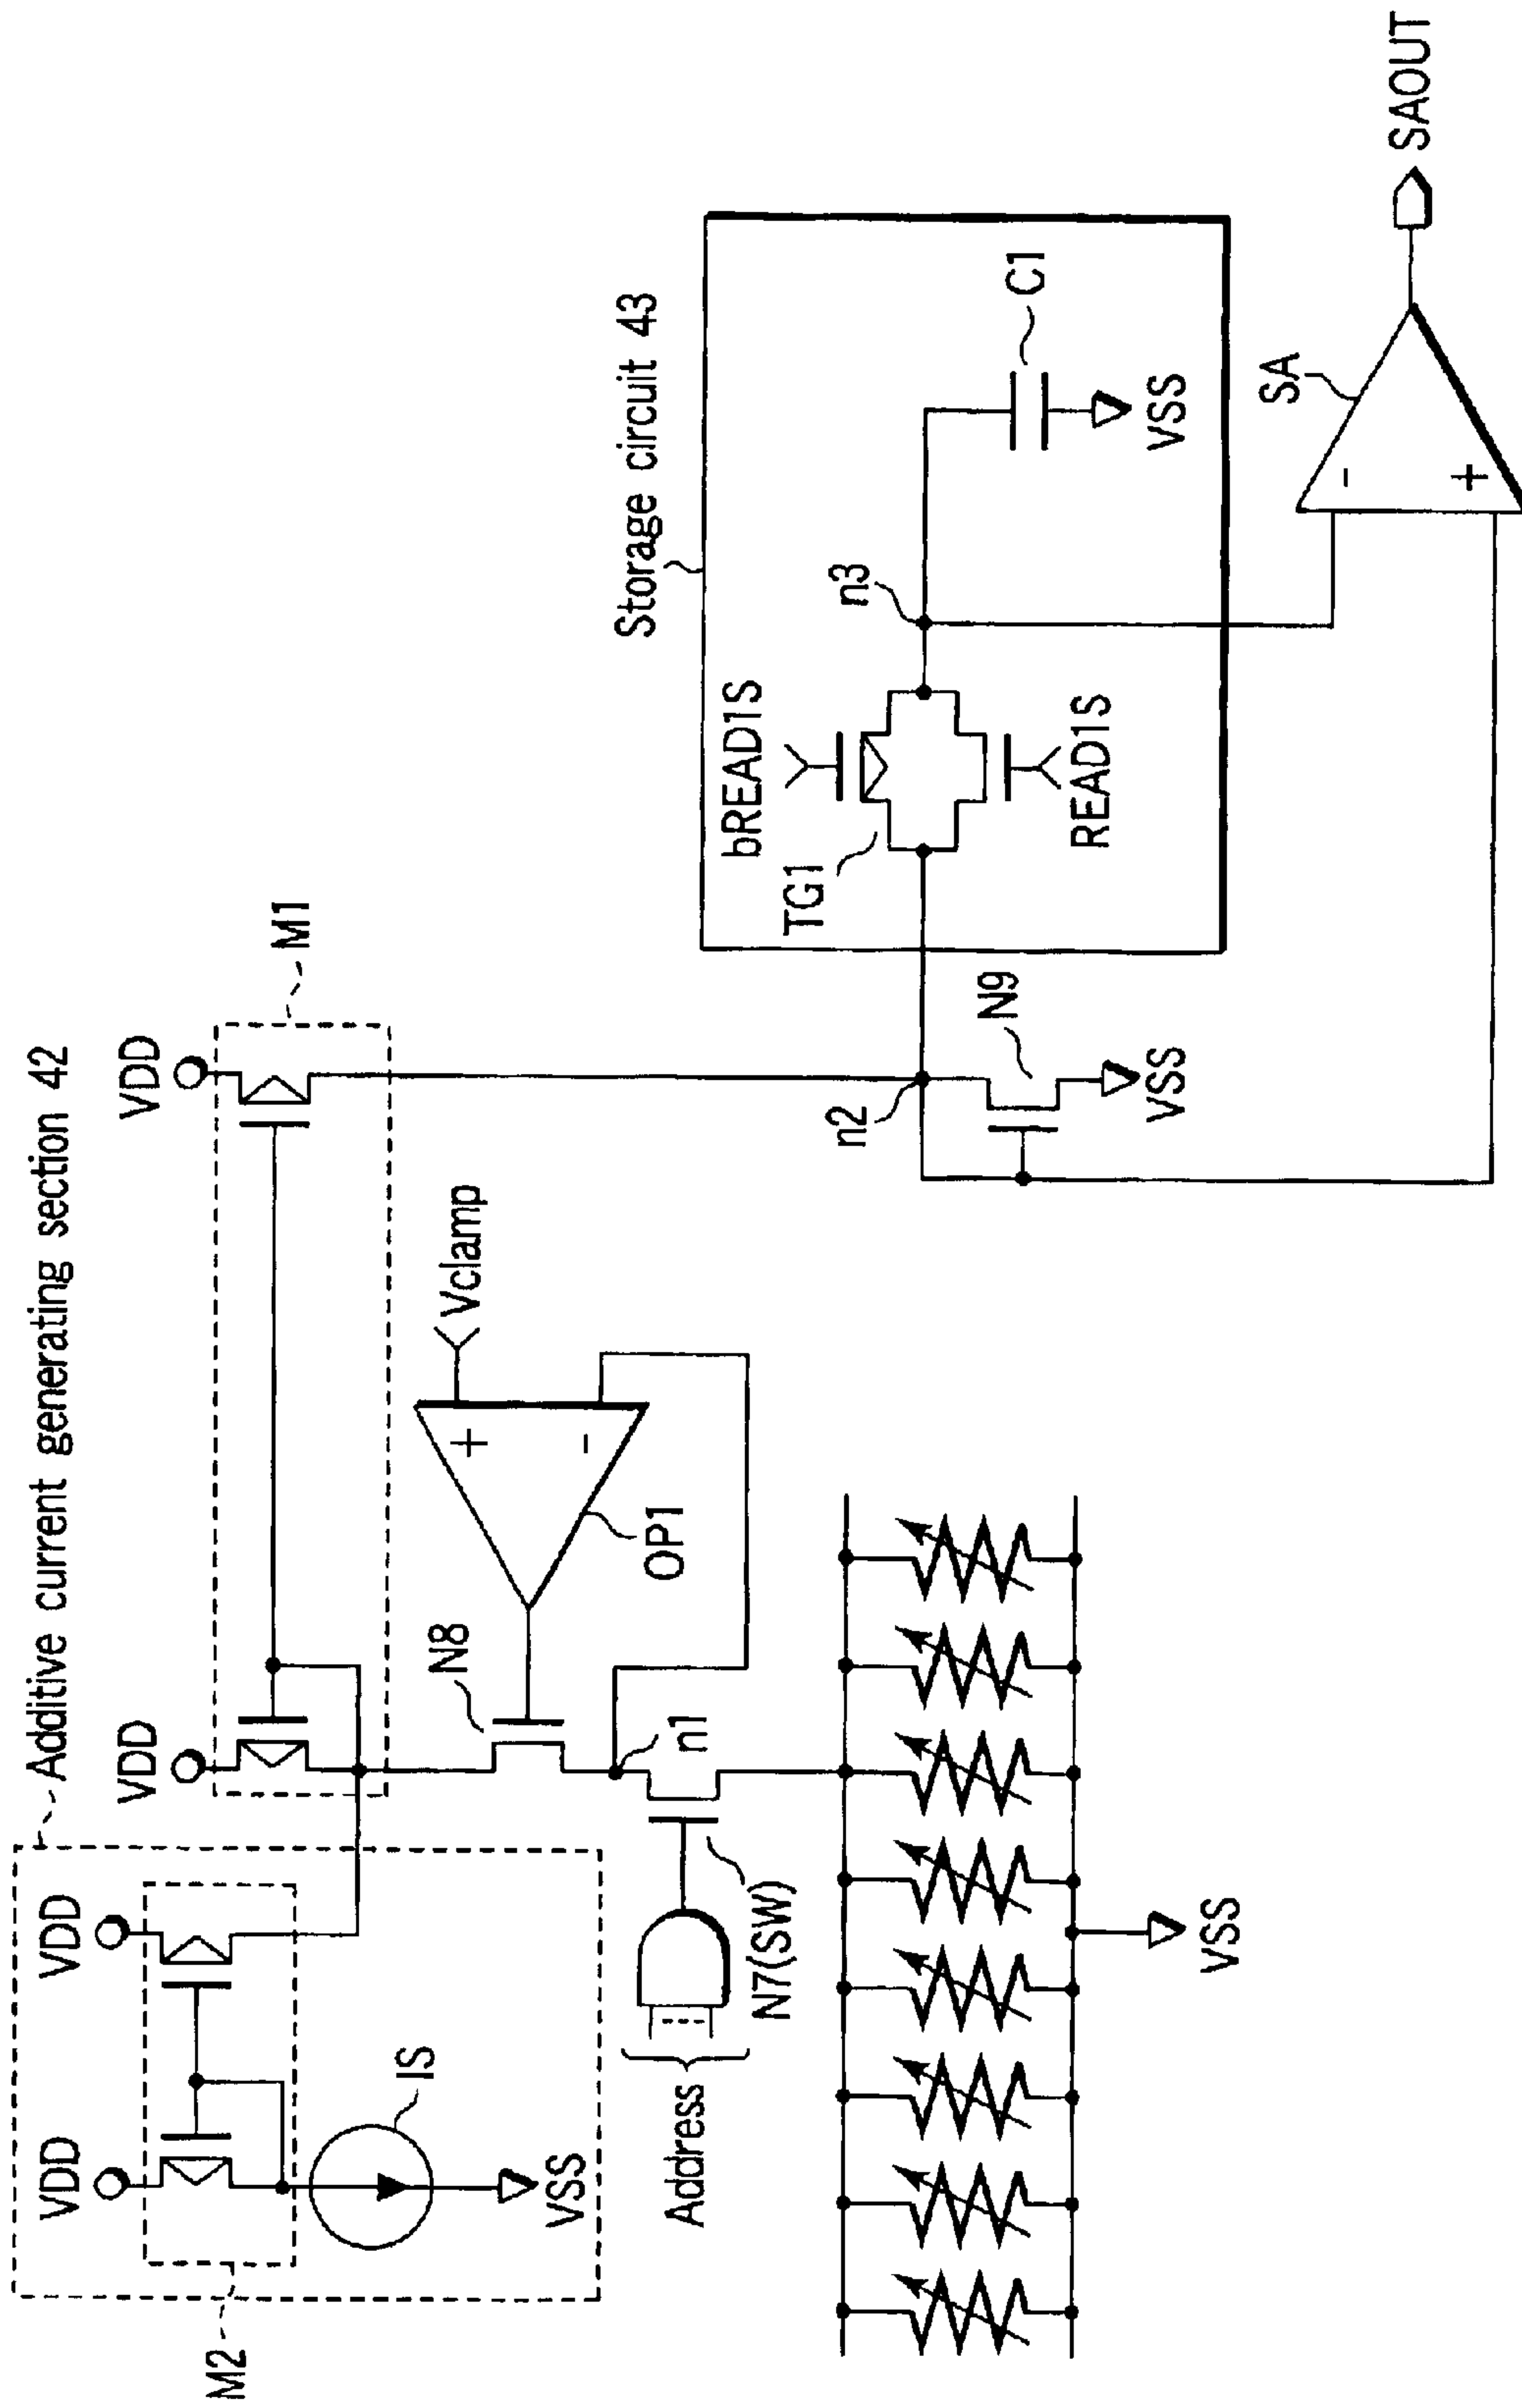 Additive current generating section 42
VDD
VDD
VDD
VDD
M1
M2
IS
VSS
N8
Vclamp
+
-
OP1
n1
Address
N7(SW)
VSS
Storage circuit 43
bREAD1S
TG1
READ1S
n3
C1
VSS
n2
N9
VSS
SA
-
+
SAOUT